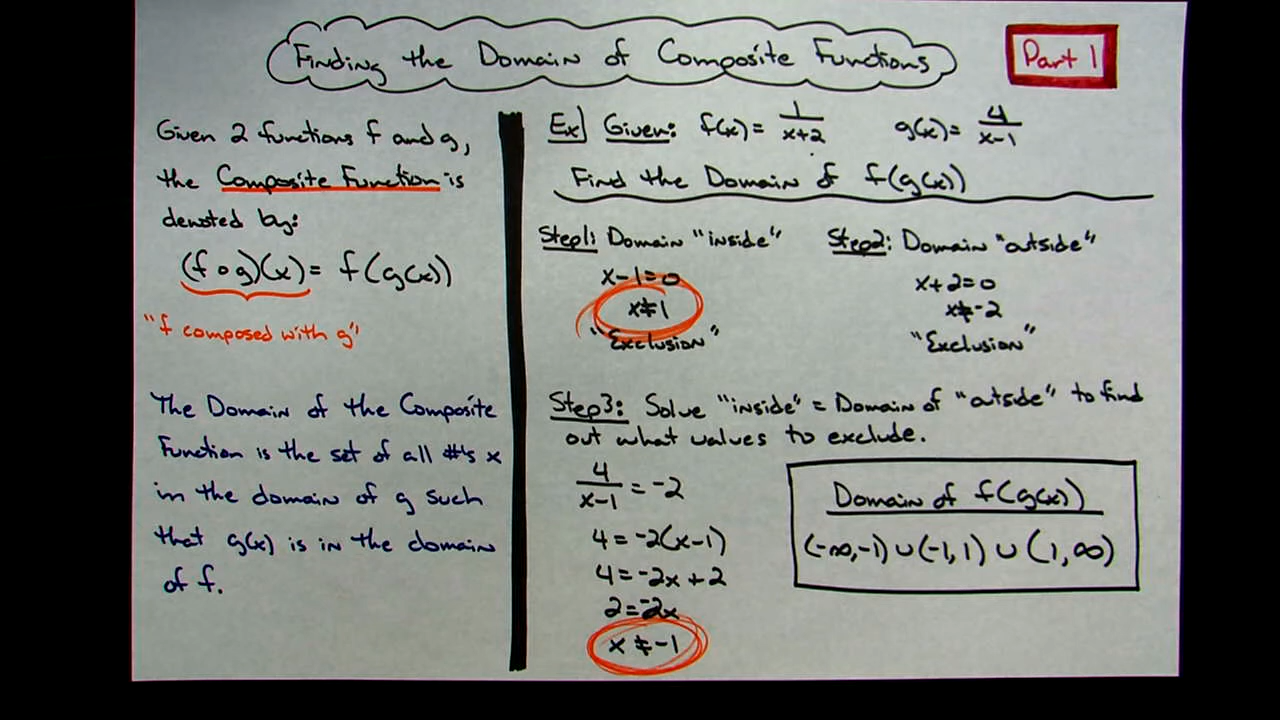 Finding the Domain of Composite Functions
Part 1
Given 2 functions f and g,
the Composite Function is
denoted by:
(f∘g)(x) = f(g(x))
"f composed with g"
The Domain of the Composite
Function is the set of all #'s x
in the domain of g such
that g(x) is in the domain
of f.
Ex] Given: f(x) = 1/(x+2) g(x) = 4/(x-1)
Find the Domain of f(g(x))
Step1: Domain "inside"
x-1=0
x≠1
"Exclusion"
Step2: Domain "outside"
x+2=0
x≠-2
"Exclusion"
Step3: Solve "inside" = Domain of "outside" to find
out what values to exclude.
4/(x-1) = -2
4=-2(x-1)
4=-2x+2
2=-2x
x≠-1
Domain of f(g(x))
(-∞,-1)∪(-1,1)∪(1,∞)